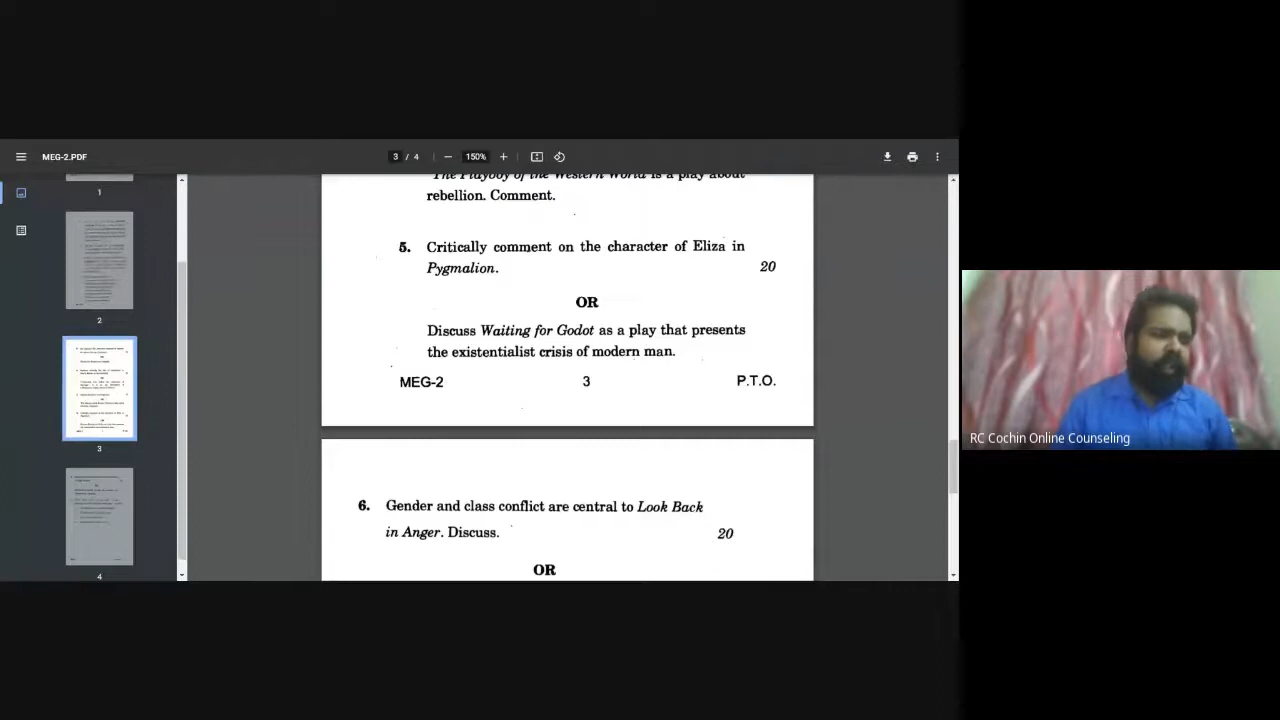 MEG-2.PDF
3 / 4
150%
1
2
3
4
The Playboy of the Western World is a play about
rebellion. Comment.
5. Critically comment on the character of Eliza in
Pygmalion. 20
OR
Discuss Waiting for Godot as a play that presents
the existentialist crisis of modern man.
MEG-2 3 P.T.O.
6. Gender and class conflict are central to Look Back
in Anger. Discuss. 20
OR
RC Cochin Online Counseling